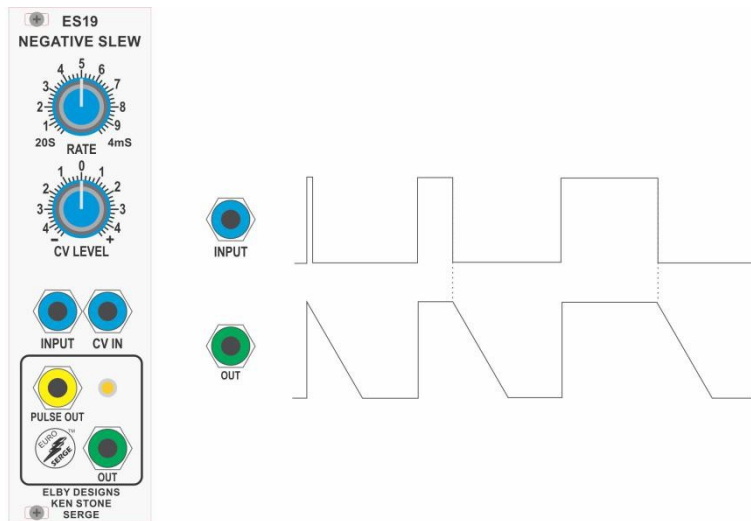 ES19
NEGATIVE SLEW
5
4 6
3 7
2 8
1 9
20S 4mS
RATE
0
1 1
2 2
3 3
4 4
- +
CV LEVEL
INPUT CV IN
PULSE OUT
EURO
SERGE
TM
OUT
ELBY DESIGNS
KEN STONE
SERGE
INPUT
OUT